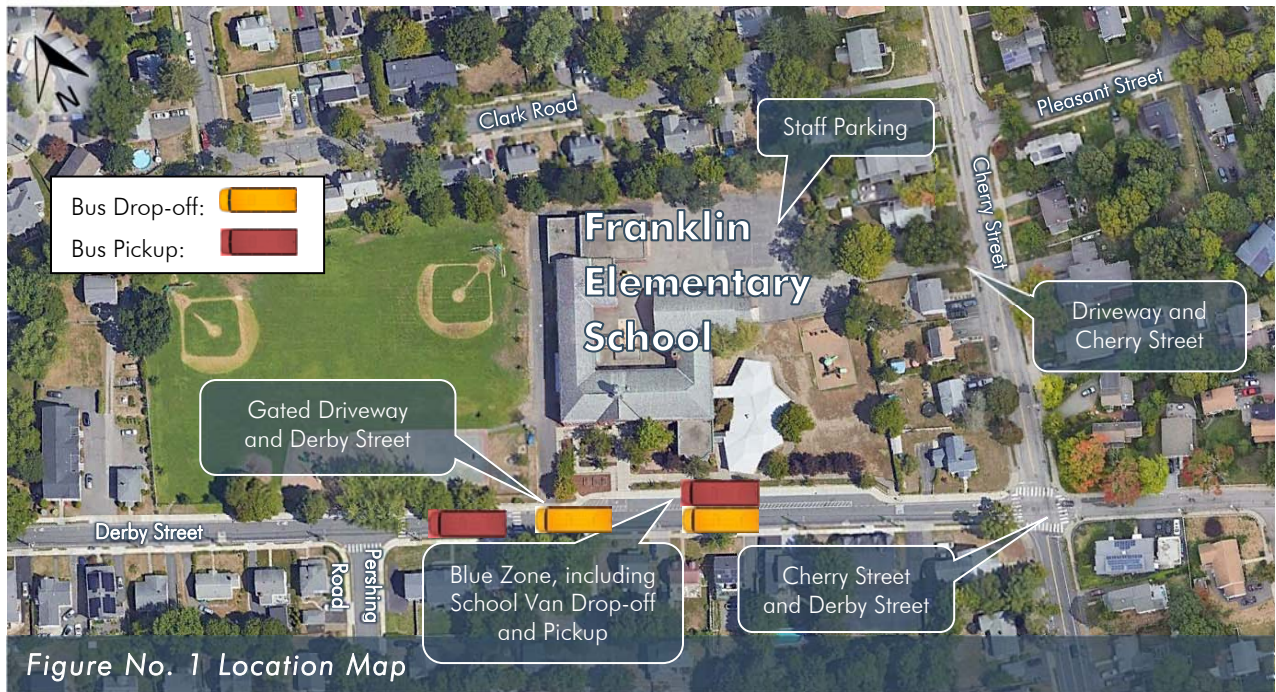 N
Clark Road
Pleasant Street
Staff Parking
Cherry Street
Bus Drop-off:
Bus Pickup:
Franklin
Elementary
School
Driveway and
Cherry Street
Gated Driveway
and Derby Street
Derby Street
Pershing
Road
Blue Zone, including
School Van Drop-off
and Pickup
Cherry Street
and Derby Street
Figure No. 1 Location Map